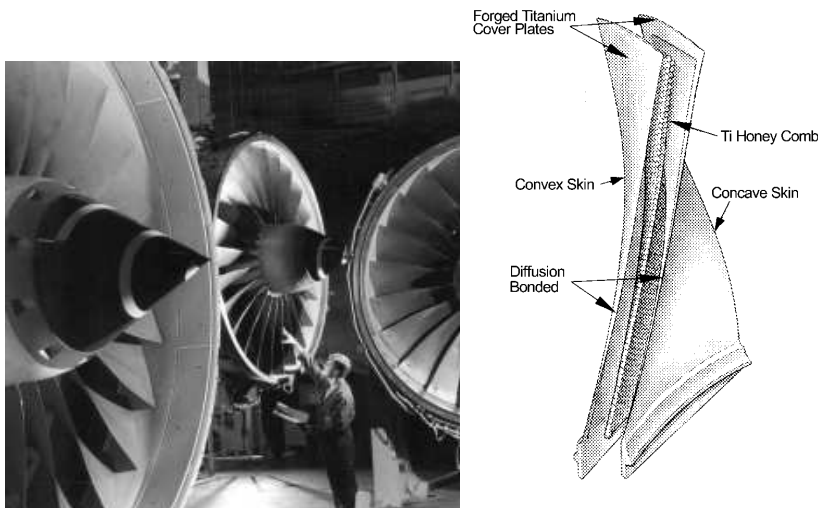 Forged Titanium
Cover Plates
Ti Honey Comb
Convex Skin
Concave Skin
Diffusion
Bonded